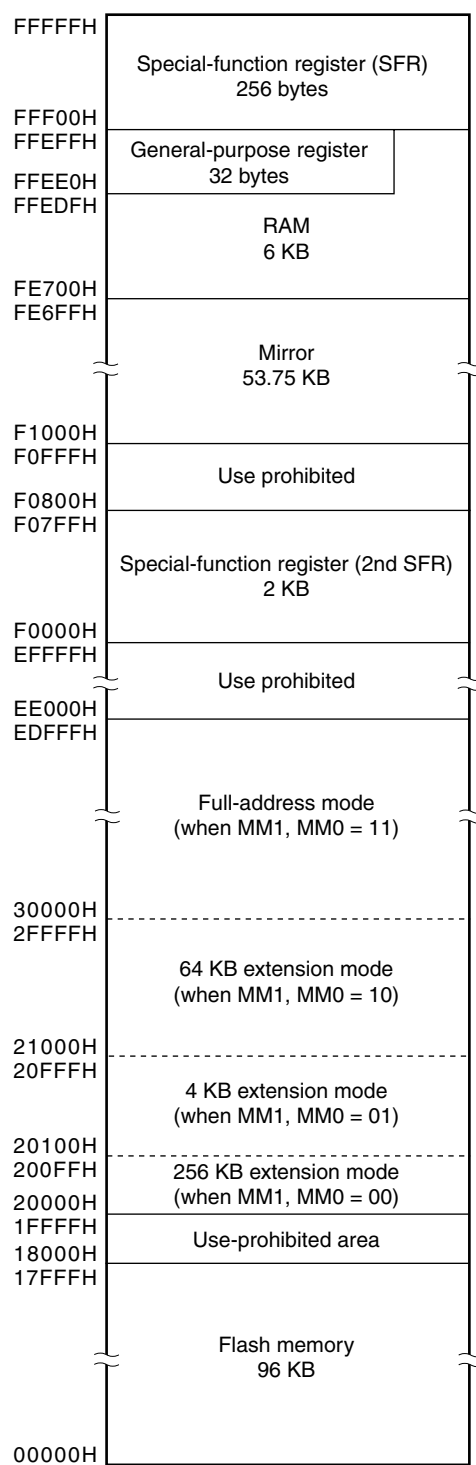 FFFFFH
Special-function register (SFR)
256 bytes
FFF00H
FFEFFH
General-purpose register
32 bytes
FFEE0H
FFEDFH
RAM
6 KB
FE700H
FE6FFH
Mirror
53.75 KB
F1000H
F0FFFH
Use prohibited
F0800H
F07FFH
Special-function register (2nd SFR)
2 KB
F0000H
EFFFFH
Use prohibited
EE000H
EDFFFH
Full-address mode
(when MM1, MM0 = 11)
30000H
2FFFFH
64 KB extension mode
(when MM1, MM0 = 10)
21000H
20FFFH
4 KB extension mode
(when MM1, MM0 = 01)
20100H
200FFH
256 KB extension mode
(when MM1, MM0 = 00)
20000H
1FFFFH
Use-prohibited area
18000H
17FFFH
Flash memory
96 KB
00000H